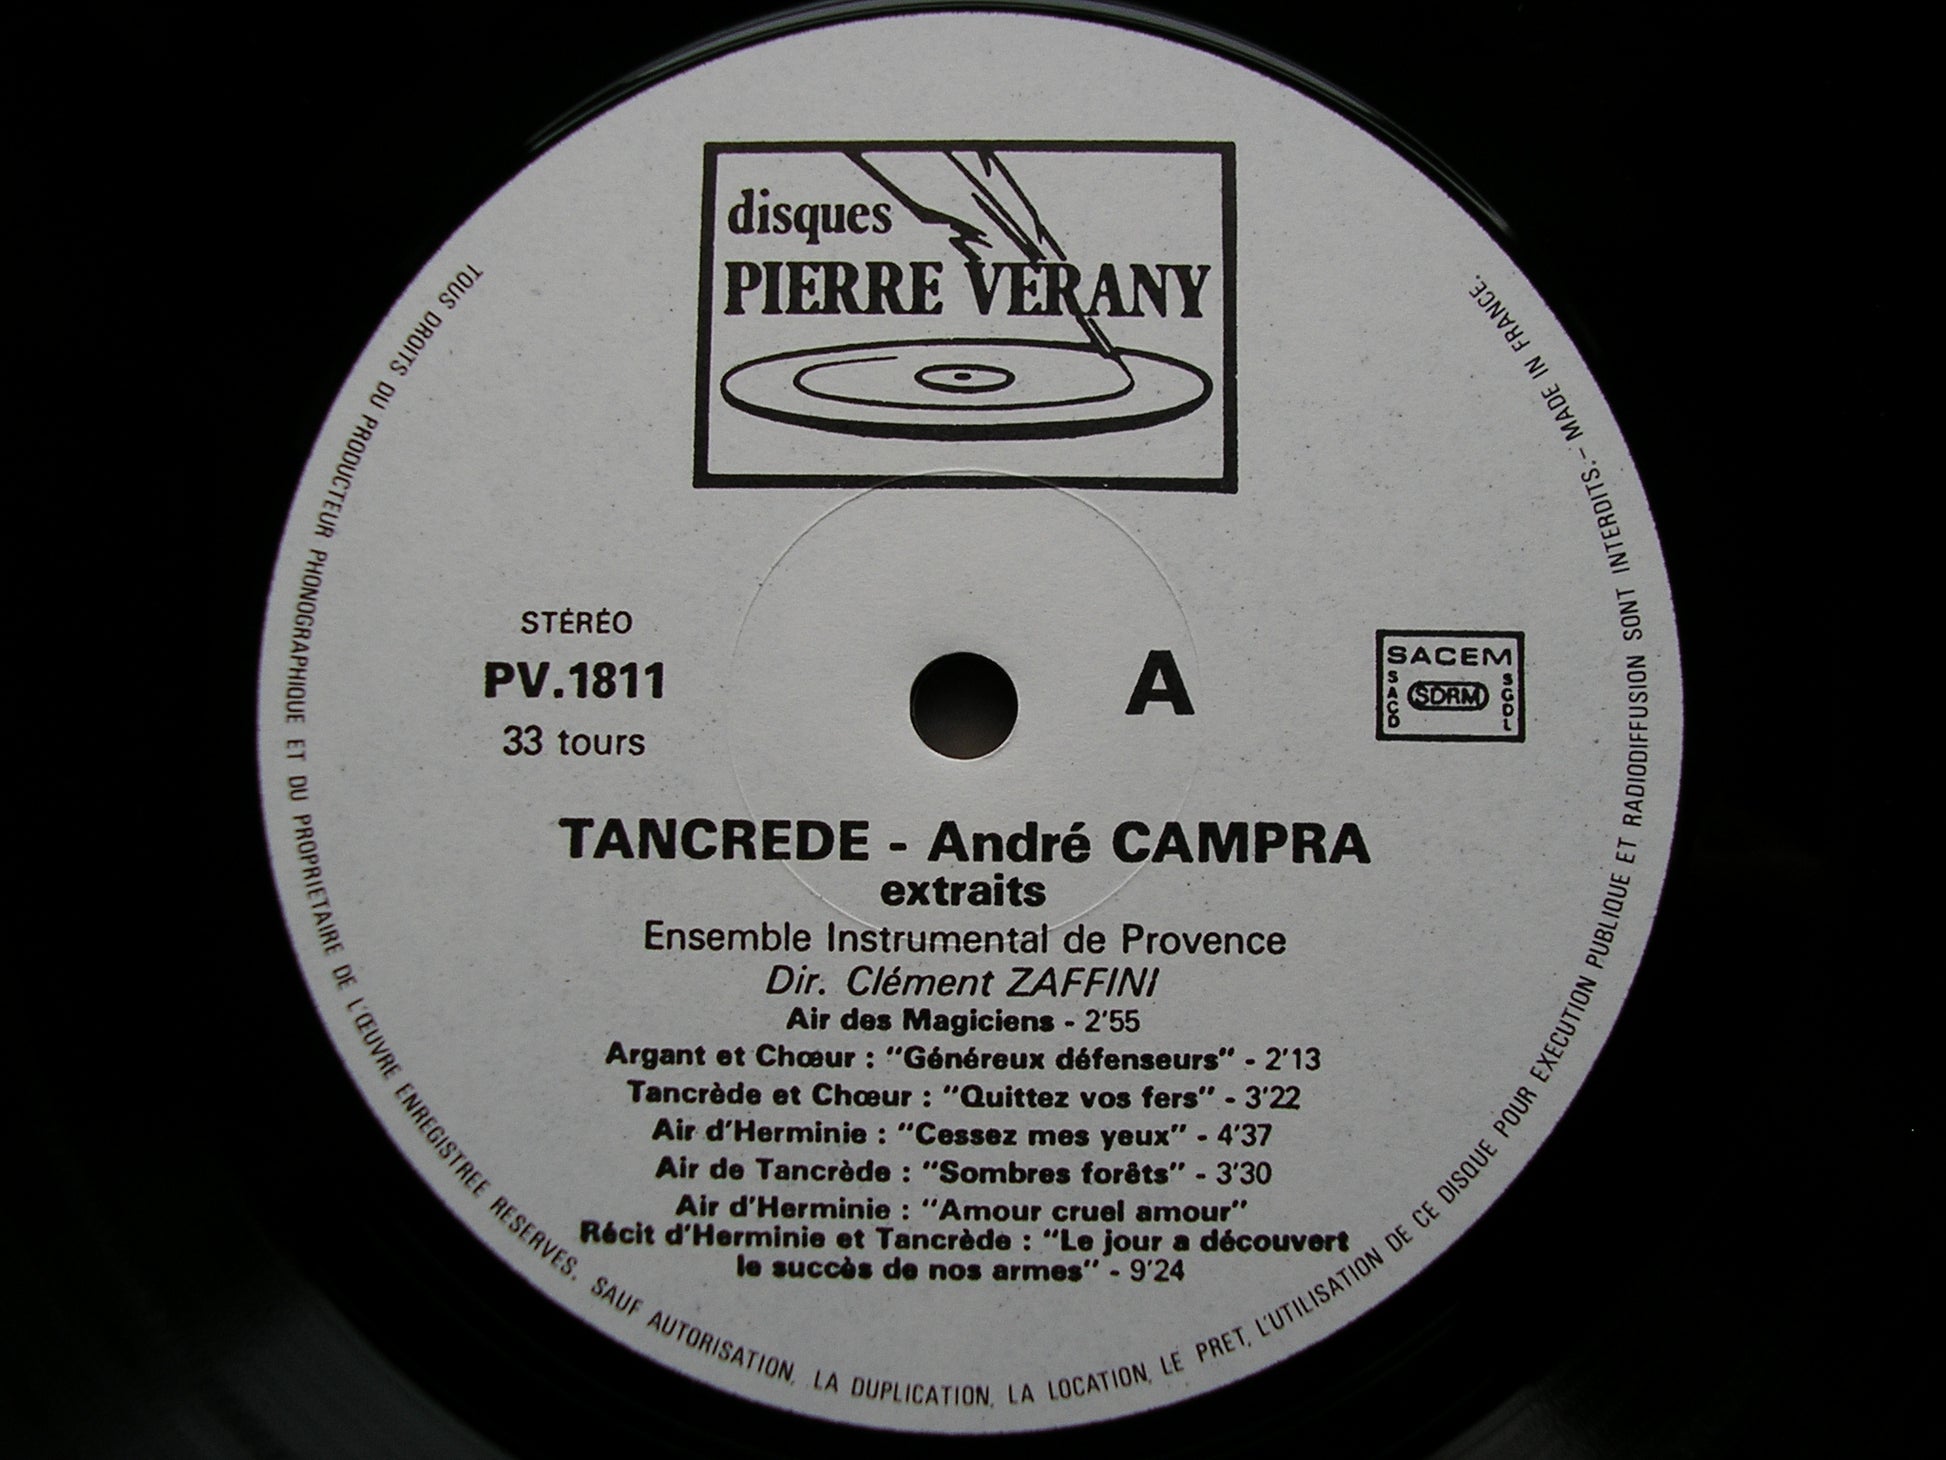 disques
PIERRE VERANY
STÉRÉO
PV.1811
33 tours
A
SACEM
SACD
SDRM
SGDL
TANCREDE - André CAMPRA
extraits
Ensemble Instrumental de Provence
Dir. Clément ZAFFINI
Air des Magiciens - 2'55
Argant et Chœur : "Généreux défenseurs" - 2'13
Tancrède et Chœur : "Quittez vos fers" - 3'22
Air d'Herminie : "Cessez mes yeux" - 4'37
Air de Tancrède : "Sombres forêts" - 3'30
Air d'Herminie : "Amour cruel amour"
Récit d'Herminie et Tancrède : "Le jour a découvert
le succès de nos armes" - 9'24
TOUS DROITS DU PRODUCTEUR PHONOGRAPHIQUE ET DU PROPRIETAIRE DE L'ŒUVRE ENREGISTREE RESERVES. SAUF AUTORISATION, LA DUPLICATION, LA LOCATION, LE PRET, L'UTILISATION DE CE DISQUE POUR EXECUTION PUBLIQUE ET RADIODIFFUSION SONT INTERDITS.- MADE IN FRANCE.